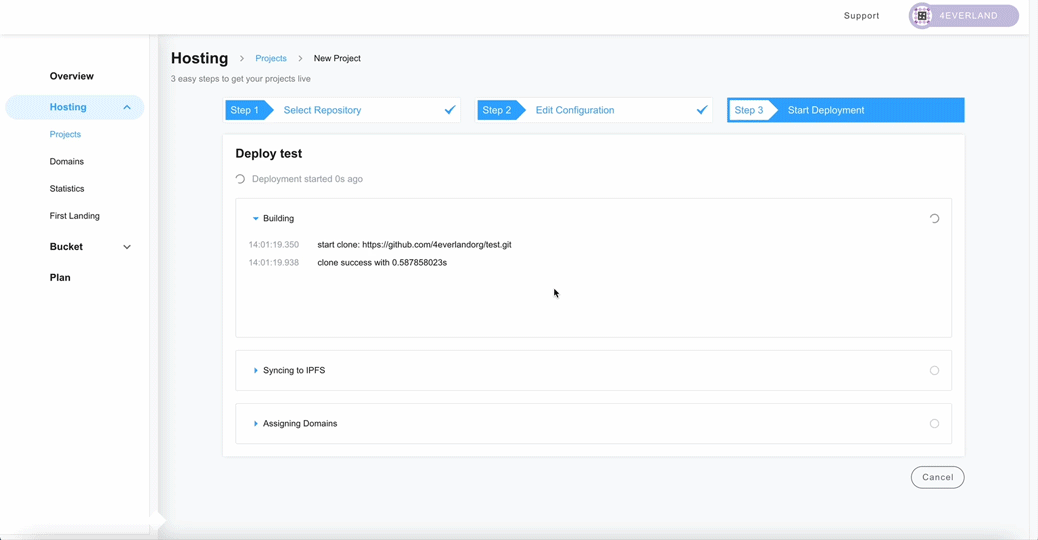 Support
4EVERLAND
Overview
Hosting
Projects
Domains
Statistics
First Landing
Bucket
Plan
Hosting > Projects > New Project
3 easy steps to get your projects live
Step 1 Select Repository
Step 2 Edit Configuration
Step 3 Start Deployment
Deploy test
Deployment started 0s ago
Building
14:01:19.350 start clone: https://github.com/4everlandorg/test.git
14:01:19.938 clone success with 0.587858023s
Syncing to IPFS
Assigning Domains
Cancel